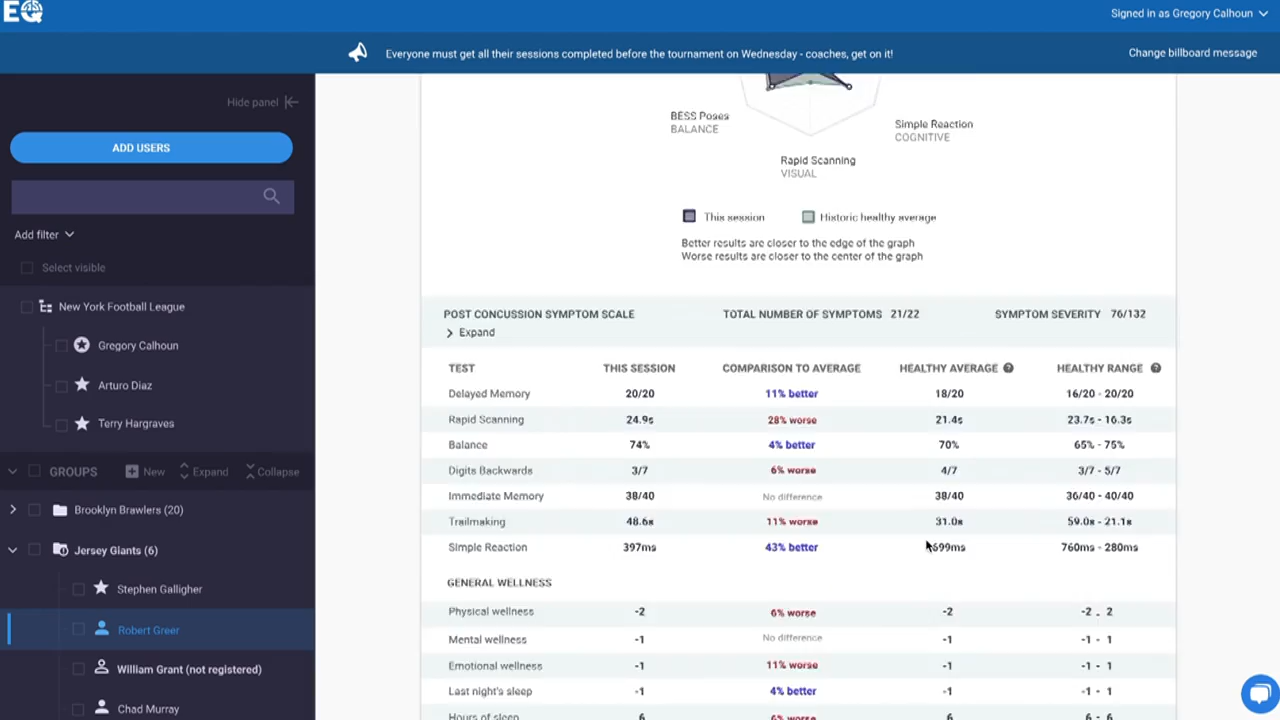 EQ
Signed in as Gregory Calhoun
Everyone must get all their sessions completed before the tournament on Wednesday - coaches, get on it!
Change billboard message
Hide panel
ADD USERS
Add filter
Select visible
New York Football League
Gregory Calhoun
Arturo Diaz
Terry Hargraves
GROUPS New Expand Collapse
Brooklyn Brawlers (20)
Jersey Giants (6)
Stephen Galligher
Robert Greer
William Grant (not registered)
Chad Murray
BESS Poses
BALANCE
Simple Reaction
COGNITIVE
Rapid Scanning
VISUAL
This session Historic healthy average
Better results are closer to the edge of the graph
Worse results are closer to the center of the graph
POST CONCUSSION SYMPTOM SCALE TOTAL NUMBER OF SYMPTOMS 21/22 SYMPTOM SEVERITY 76/132
Expand
TEST THIS SESSION COMPARISON TO AVERAGE HEALTHY AVERAGE ? HEALTHY RANGE ?
Delayed Memory 20/20 11% better 18/20 16/20 - 20/20
Rapid Scanning 24.9s 28% worse 21.4s 23.7s - 16.3s
Balance 74% 4% better 70% 65% - 75%
Digits Backwards 3/7 6% worse 4/7 3/7 - 5/7
Immediate Memory 38/40 No difference 38/40 36/40 - 40/40
Trailmaking 48.6s 11% worse 31.0s 59.0s - 21.1s
Simple Reaction 397ms 43% better 699ms 760ms - 280ms
GENERAL WELLNESS
Physical wellness -2 6% worse -2 -2 - 2
Mental wellness -1 No difference -1 -1 - 1
Emotional wellness -1 11% worse -1 -1 - 1
Last night's sleep -1 4% better -1 -1 - 1
Hours of sleep 6 6% worse 6 6 - 6